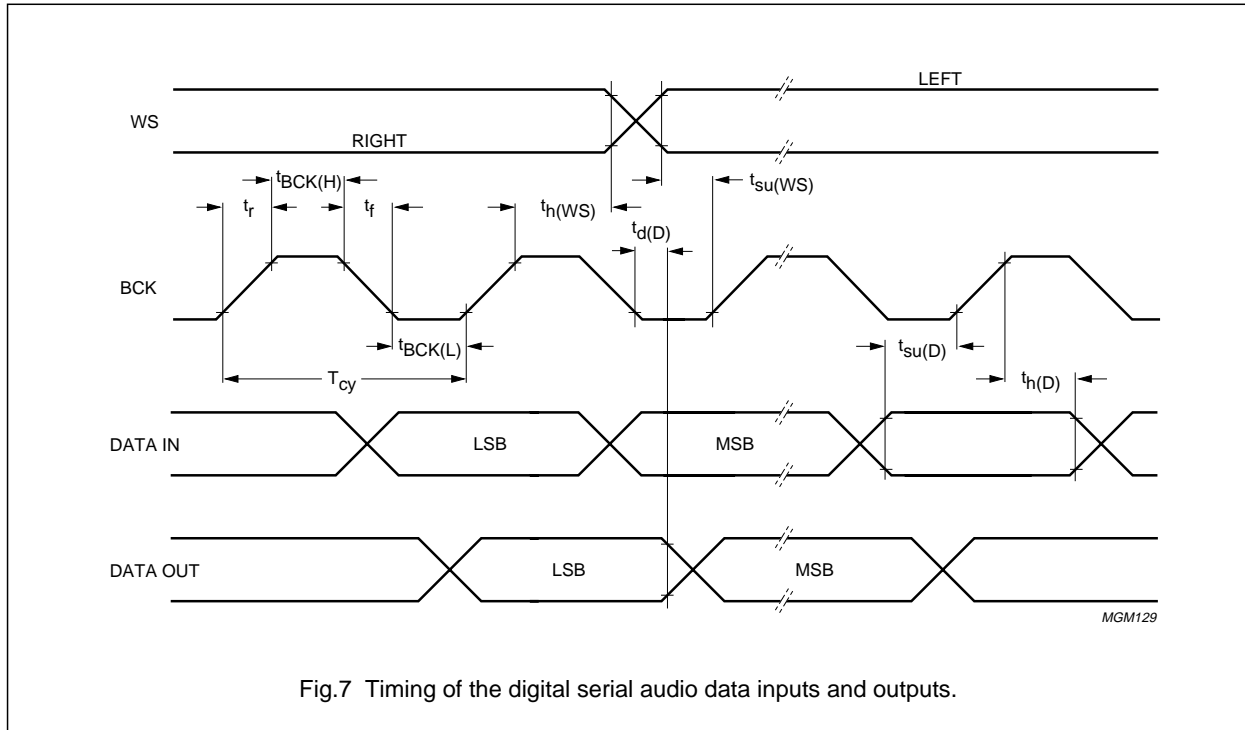 LEFT
WS
RIGHT
tBCK(H)
tsu(WS)
tr
tf
th(WS)
td(D)
BCK
tBCK(L)
tsu(D)
Tcy
th(D)
DATA IN
LSB
MSB
DATA OUT
LSB
MSB
MGM129
Fig.7 Timing of the digital serial audio data inputs and outputs.